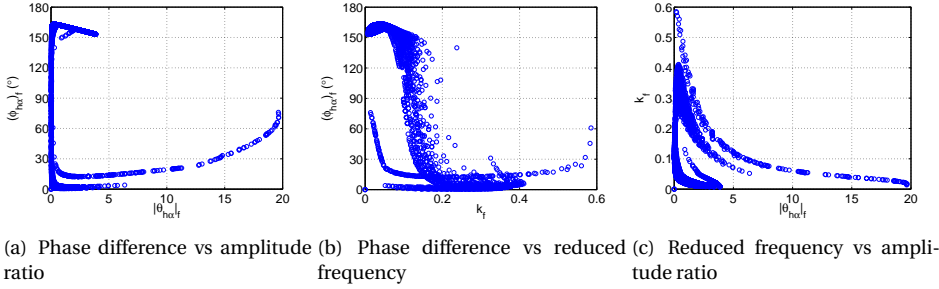 180
150
120
90
60
30
0
(ϕhα)f (°)
0 5 10 15 20
|θhα|f
180
150
120
90
60
30
0
(ϕhα)f (°)
0 0.2 0.4 0.6
kf
0.6
0.5
0.4
0.3
0.2
0.1
0
kf
0 5 10 15 20
|θhα|f
(a) Phase difference vs amplitude ratio
(b) Phase difference vs reduced frequency
(c) Reduced frequency vs ampli-
tude ratio